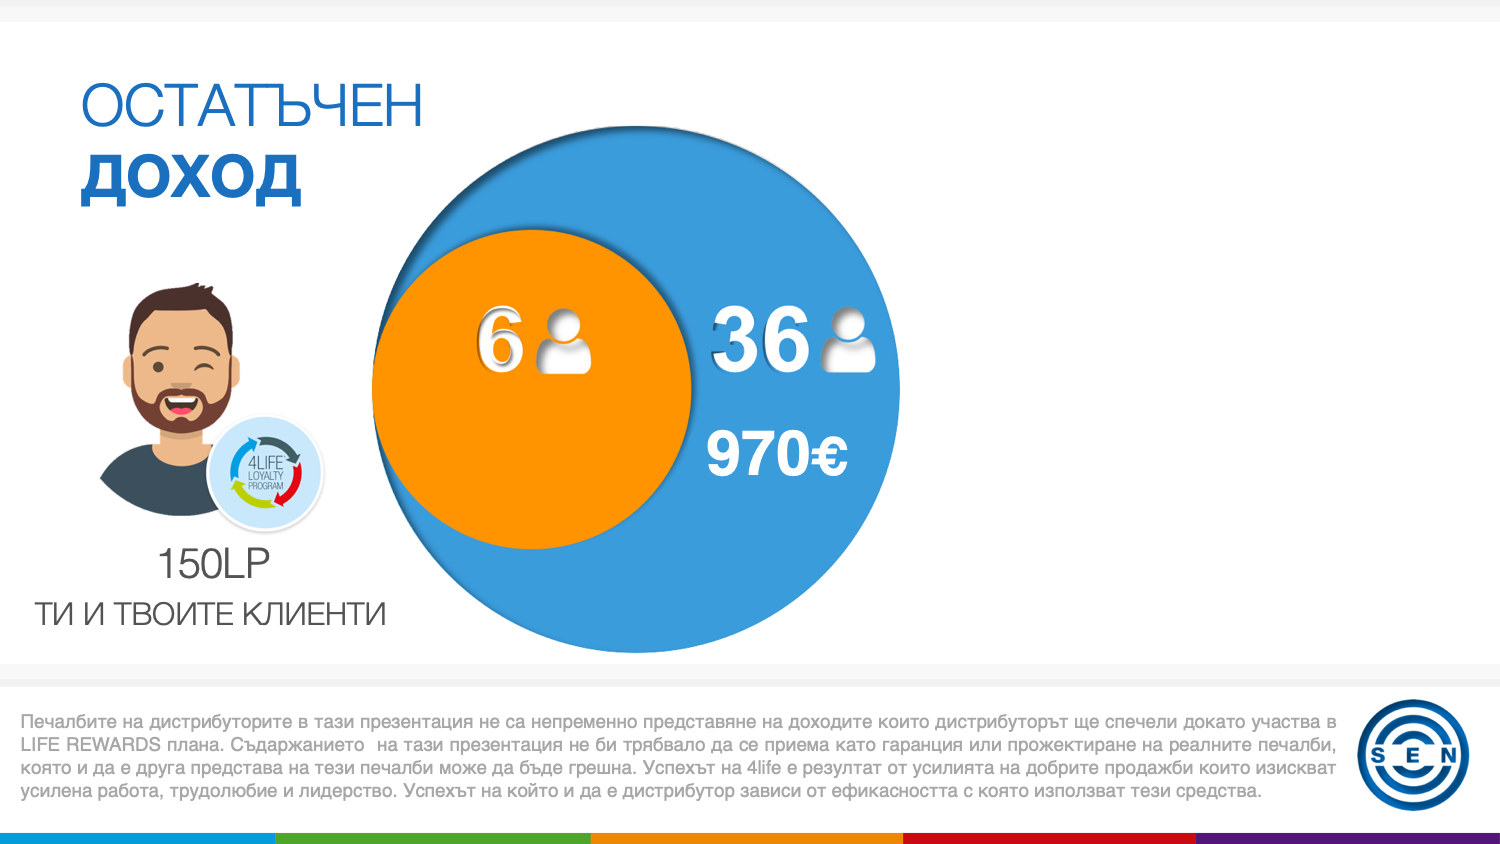 ОСТАТЪЧЕН
ДОХОД
6
36
970€
4LIFE
LOYALTY
PROGRAM
150LP
ТИ И ТВОИТЕ КЛИЕНТИ
Печалбите на дистрибуторите в тази презентация не са непременно представяне на доходите които дистрибуторът ще спечели докато участва в
LIFE REWARDS плана. Съдаржанието  на тази презентация не би трябвало да се приема като гаранция или прожектиране на реалните печалби,
която и да е друга представа на тези печалби може да бъде грешна. Успехът на 4life е резултат от усилията на добрите продажби които изискват
усилена работа, трудолюбие и лидерство. Успехът на който и да е дистрибутор зависи от ефикасността с която използват тези средства.
SEN